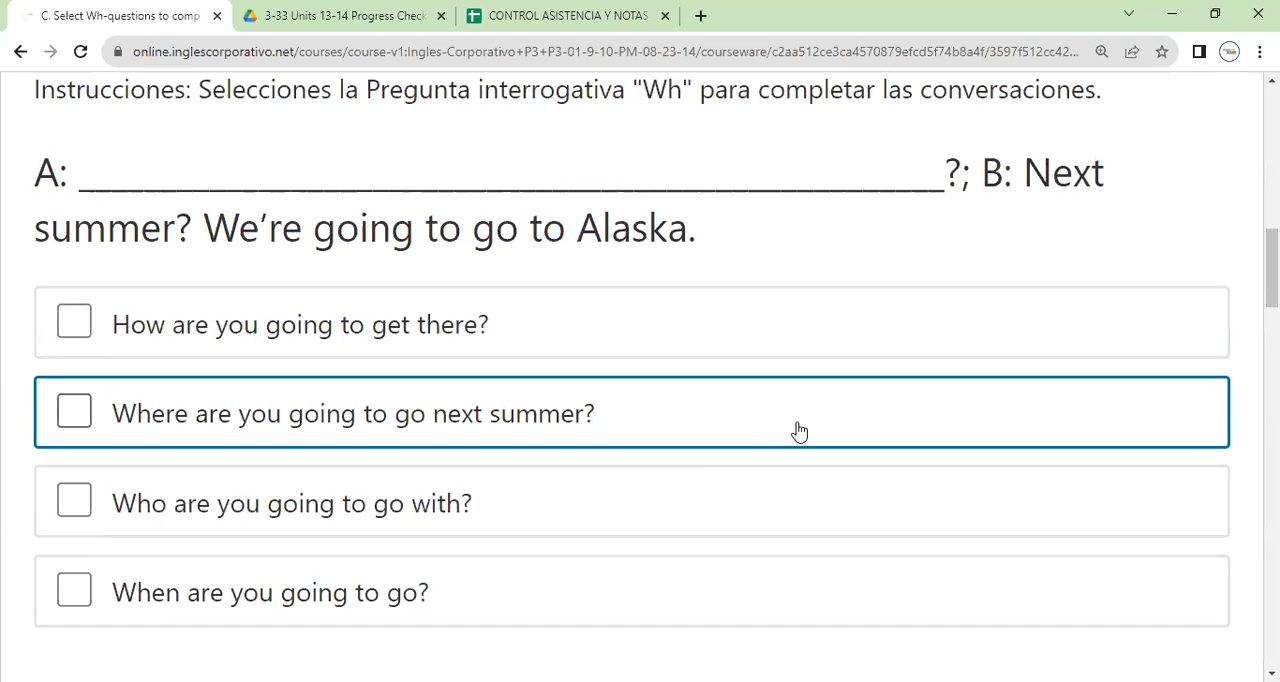 C. Select Wh-questions to comp
3-33 Units 13-14 Progress Check
CONTROL ASISTENCIA Y NOTAS
online.inglescorporativo.net/courses/course-v1:Ingles-Corporativo+P3+P3-01-9-10-PM-08-23-14/courseware/c2aa512ce3ca4570879efcd5f74b8a4f/3597f512cc42...
Instrucciones: Selecciones la Pregunta interrogativa "Wh" para completar las conversaciones.
A: ______________________________________________?; B: Next
summer? We’re going to go to Alaska.
How are you going to get there?
Where are you going to go next summer?
Who are you going to go with?
When are you going to go?